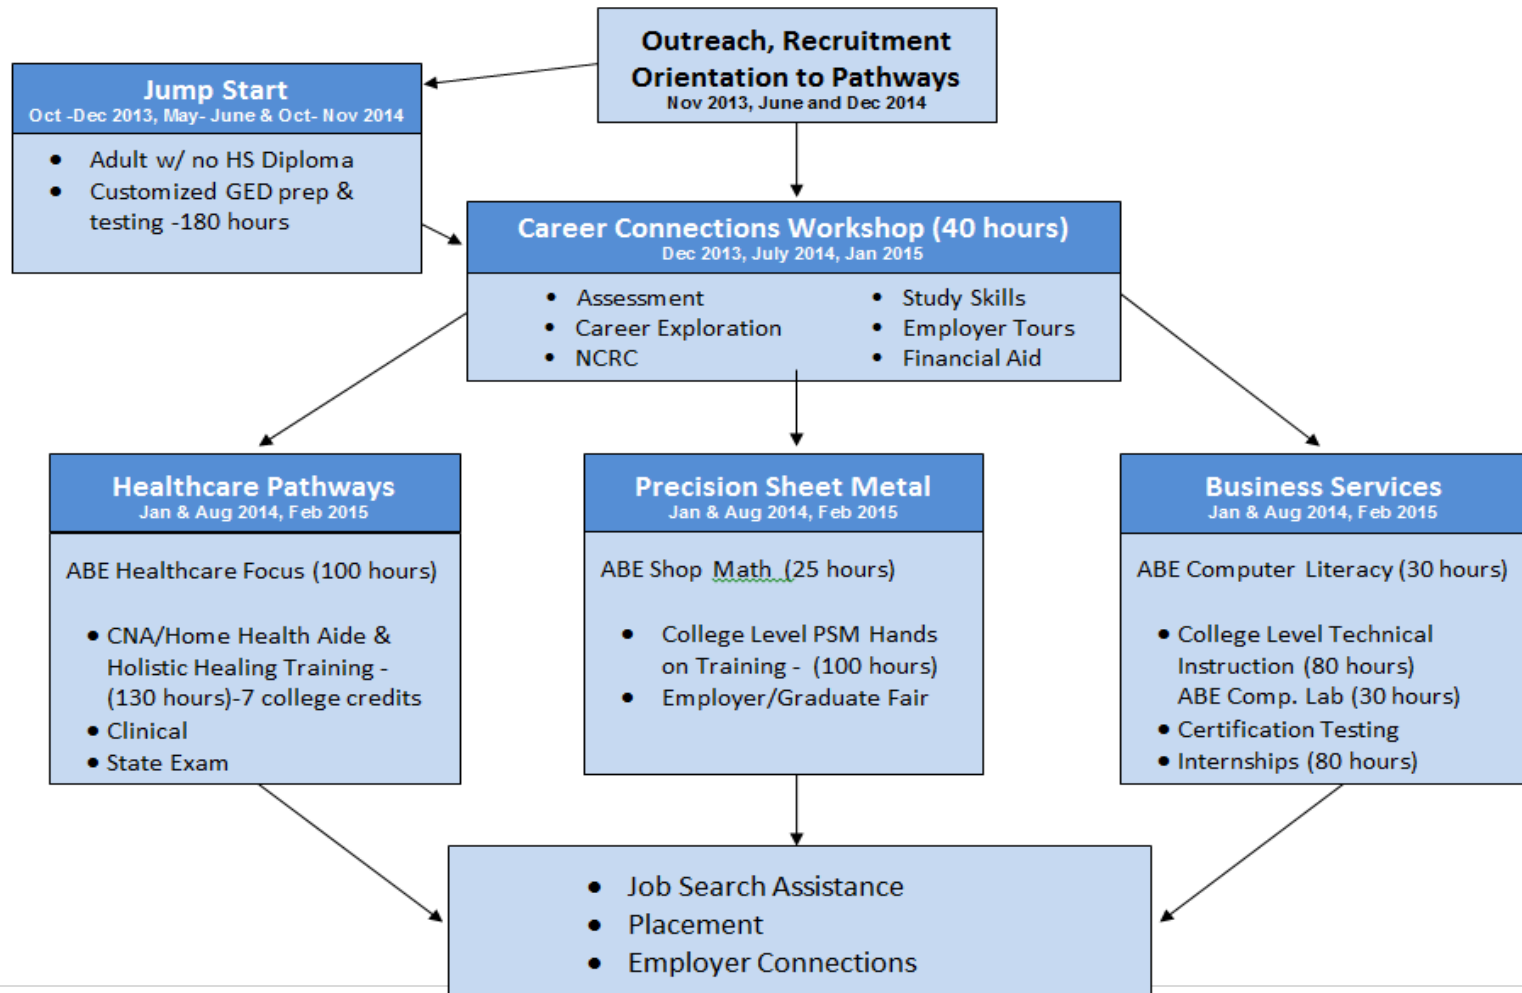 Outreach, Recruitment
Orientation to Pathways
Nov 2013, June and Dec 2014
Jump Start
Oct -Dec 2013, May- June & Oct- Nov 2014
• Adult w/ no HS Diploma
• Customized GED prep &
testing -180 hours
Career Connections Workshop (40 hours)
Dec 2013, July 2014, Jan 2015
• Assessment
• Career Exploration
• NCRC
• Study Skills
• Employer Tours
• Financial Aid
Healthcare Pathways
Jan & Aug 2014, Feb 2015
ABE Healthcare Focus (100 hours)
• CNA/Home Health Aide &
Holistic Healing Training -
(130 hours)-7 college credits
• Clinical
• State Exam
Precision Sheet Metal
Jan & Aug 2014, Feb 2015
ABE Shop Math (25 hours)
• College Level PSM Hands
on Training - (100 hours)
• Employer/Graduate Fair
Business Services
Jan & Aug 2014, Feb 2015
ABE Computer Literacy (30 hours)
• College Level Technical
Instruction (80 hours)
ABE Comp. Lab (30 hours)
• Certification Testing
• Internships (80 hours)
• Job Search Assistance
• Placement
• Employer Connections